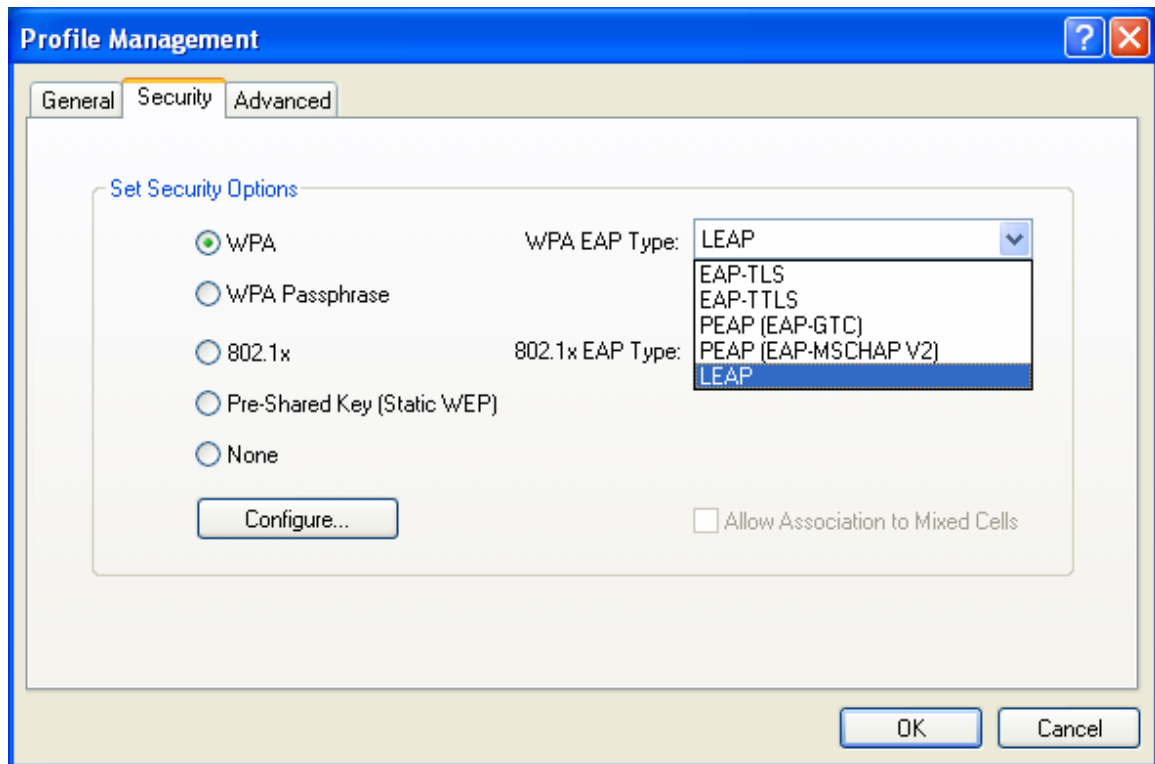 Profile Management
General Security Advanced
Set Security Options
WPA WPA EAP Type: LEAP
EAP-TLS
WPA Passphrase EAP-TTLS
PEAP (EAP-GTC)
802.1x 802.1x EAP Type: PEAP (EAP-MSCHAP V2)
LEAP
Pre-Shared Key (Static WEP)
None
Configure... Allow Association to Mixed Cells
OK Cancel